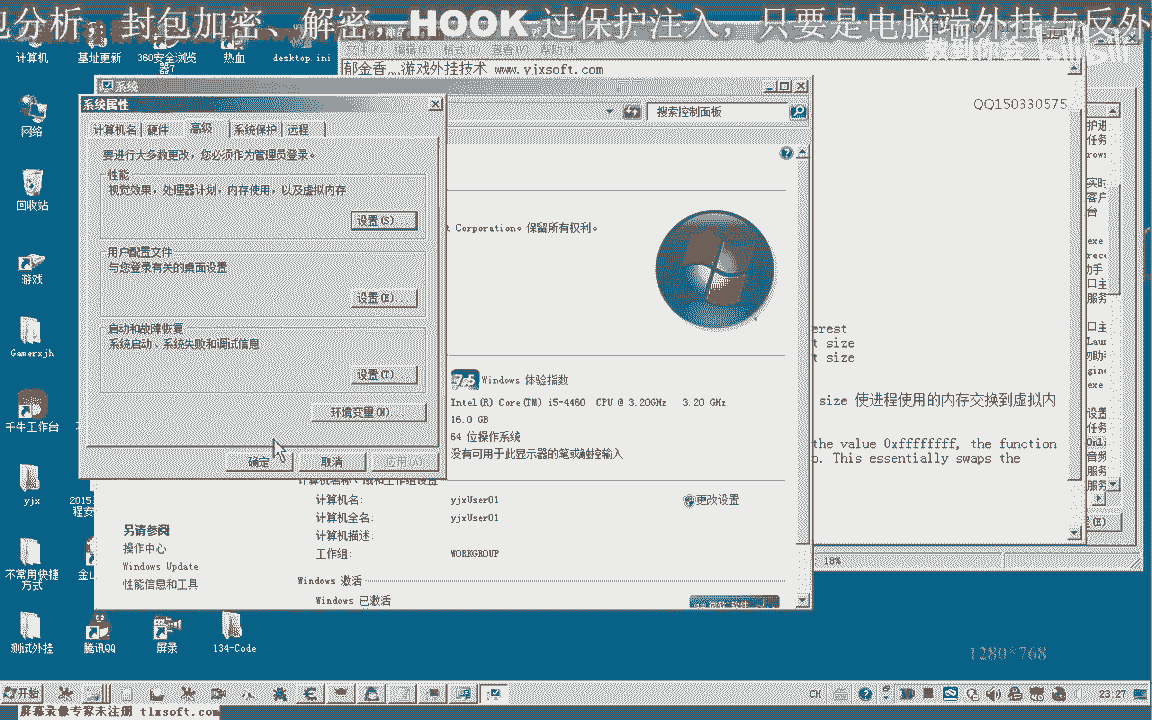 包分析、封包加密、解密--HOOK-过保护注入，只要是电脑端外挂与反外
计算机
基址更新
360安全浏览器7
热血
desktop.ini
郁金香灬游戏外挂技术 www.yjxsoft.com
QQ150330575
系统
搜索控制面板
系统属性
计算机名
硬件
高级
系统保护
远程
要进行大多数更改，您必须作为管理员登录。
性能
视觉效果，处理器计划，内存使用，以及虚拟内存
设置(S)...
用户配置文件
与您登录有关的桌面设置
设置(E)...
启动和故障恢复
系统启动、系统失败和调试信息
设置(T)...
环境变量(N)...
确定
取消
应用(A)
t Corporation。保留所有权利。
7.5 Windows 体验指数
Intel(R) Core(TM) i5-4460 CPU @ 3.20GHz 3.20 GHz
16.0 GB
64 位操作系统
没有可用于此显示器的笔或触控输入
计算机名称、域和工作组设置
计算机名: yjxUser01
更改设置
计算机全名: yjxUser01
计算机描述:
工作组: WORKGROUP
Windows 激活
Windows 已激活
另请参阅
操作中心
Windows Update
性能信息和工具
erest
t size
t size
size 使进程使用的内存交换到虚拟内
the value 0xffffffff, the function
. This essentially swaps the
18%
网络
回收站
游戏
Gamerxjh
千牛工作台
yjx
不常用快捷方式
测试外挂
腾讯QQ
屏录
134-Code
1280*768
开始
CH
23:27
屏幕录像专家未注册 tlxsoft.com